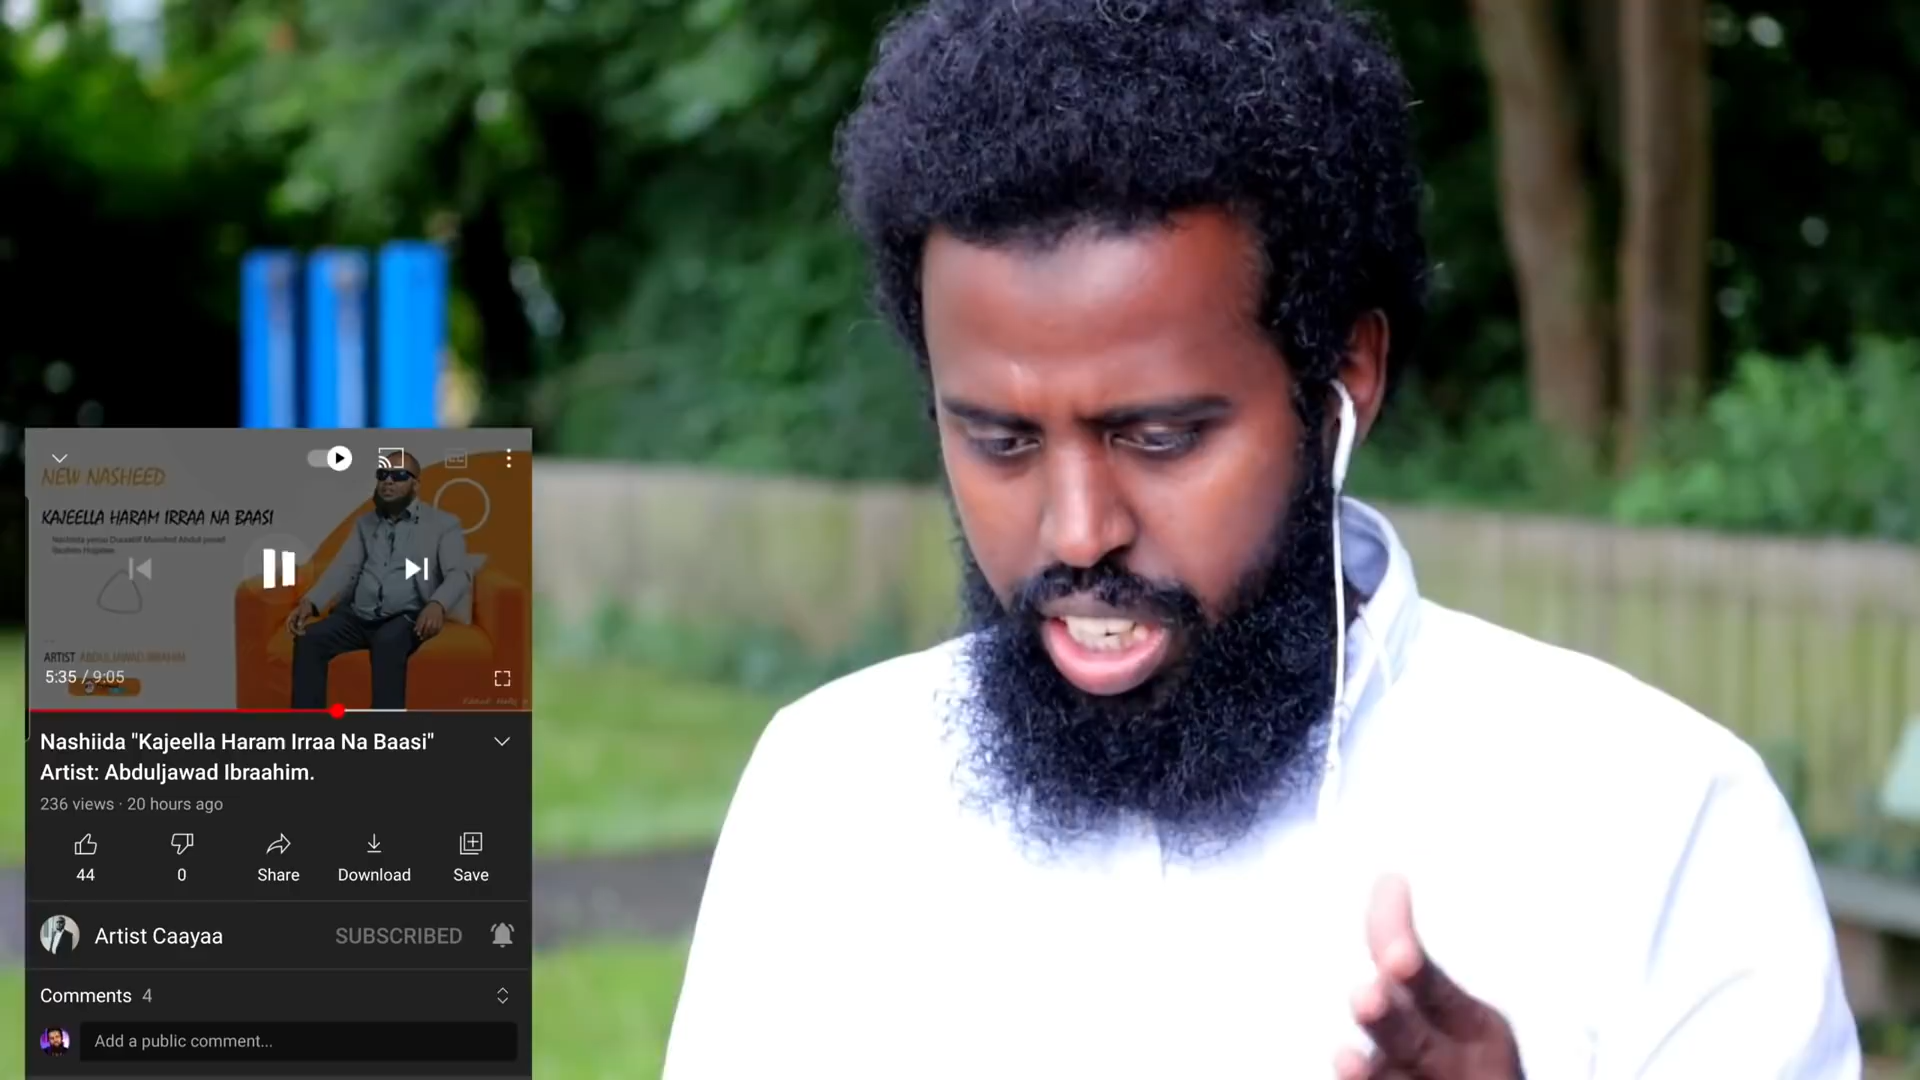 NEW NASHEED
KAJEELLA HARAM IRRAA NA BAASI
ARTIST ABDULJAWAD IBRAHIM
5:35 / 9:05
Nashiida "Kajeella Haram Irraa Na Baasi"
Artist: Abduljawad Ibraahim.
236 views · 20 hours ago
44
0
Share
Download
Save
Artist Caayaa
SUBSCRIBED
Comments 4
Add a public comment...